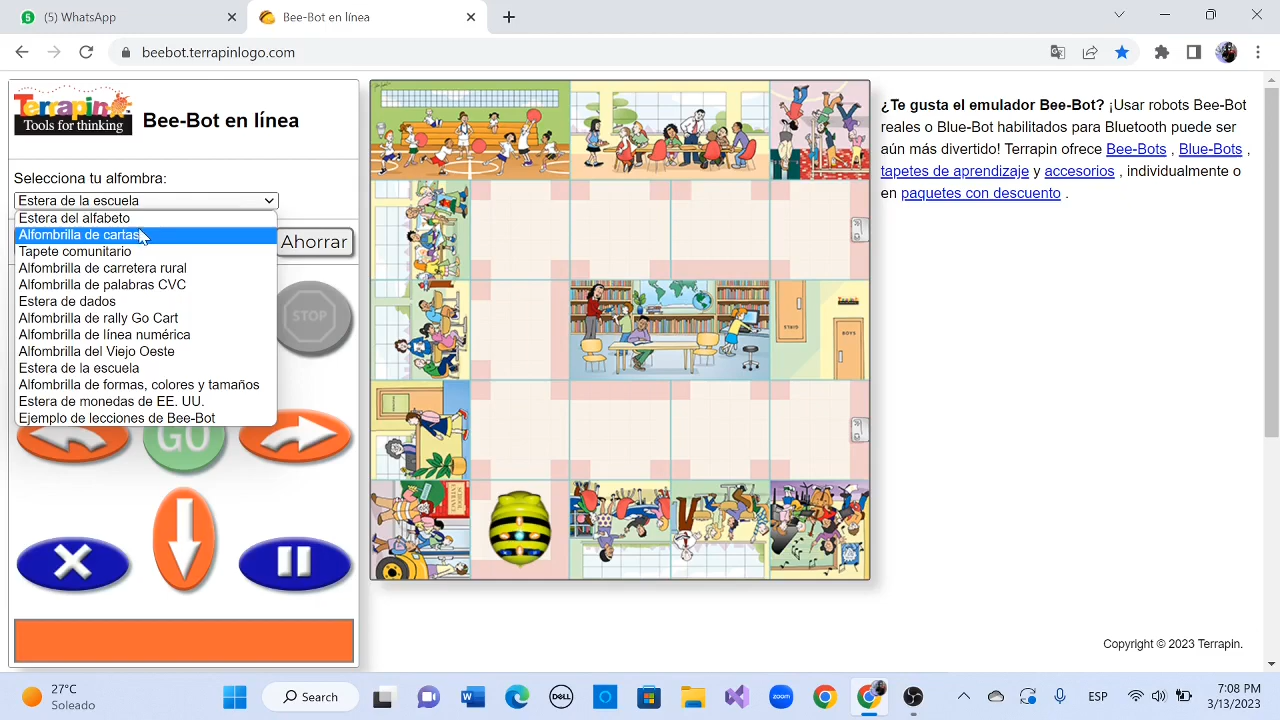 (5) WhatsApp
Bee-Bot en línea
beebot.terrapinlogo.com
Terrapin
Tools for thinking
Bee-Bot en línea
Selecciona tu alfombra:
Estera de la escuela
Ahorrar
Estera del alfabeto
Alfombrilla de cartas
Tapete comunitario
Alfombrilla de carretera rural
Alfombrilla de palabras CVC
Estera de dados
Alfombrilla de rally Go Cart
Alfombrilla de línea numérica
Alfombrilla del Viejo Oeste
Estera de la escuela
Alfombrilla de formas, colores y tamaños
Estera de monedas de EE. UU.
Ejemplo de lecciones de Bee-Bot
STOP
GO
GIRLS
BOYS
¿Te gusta el emulador Bee-Bot? ¡Usar robots Bee-Bot
reales o Blue-Bot habilitados para Bluetooth puede ser
aún más divertido! Terrapin ofrece Bee-Bots , Blue-Bots ,
tapetes de aprendizaje y accesorios , individualmente o
en paquetes con descuento .
Copyright © 2023 Terrapin.
27°C
Soleado
Search
DELL
zoom
ESP
7:08 PM
3/13/2023